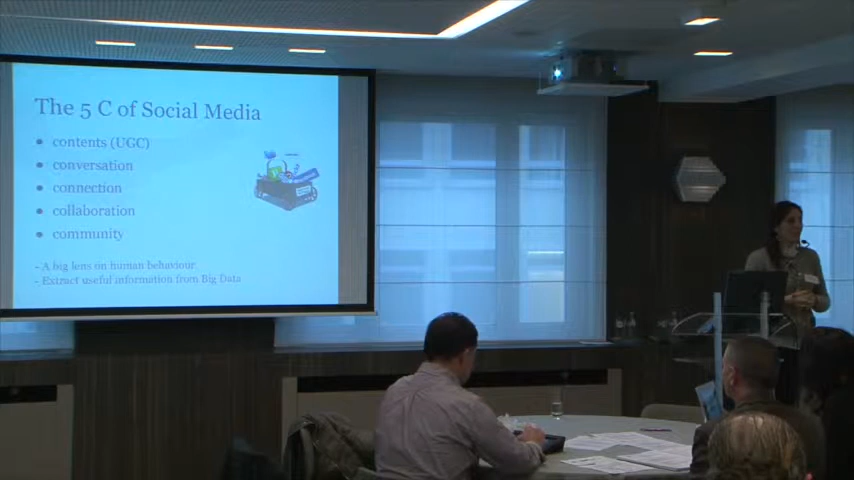 The 5 C of Social Media
contents (UGC)
conversation
connection
collaboration
community
- A big lens on human behaviour
- Extract useful information from Big Data